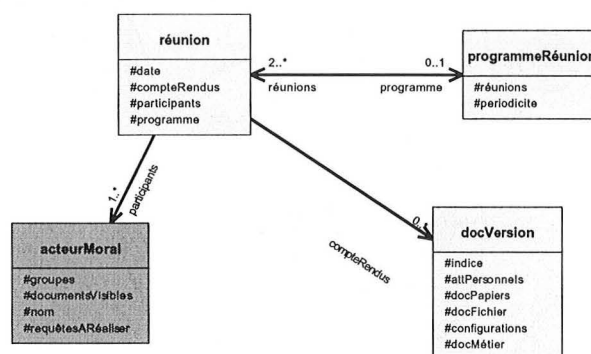 réunion
#date
#compteRendus
#participants
#programme
2..*
0..1
réunions
programme
programmeRéunion
#réunions
#periodicite
1..*
participants
0..*
compteRendus
acteurMoral
#groupes
#documentsVisibles
#nom
#requêtesARéaliser
docVersion
#indice
#attPersonnels
#docPapiers
#docFichier
#configurations
#docMétier